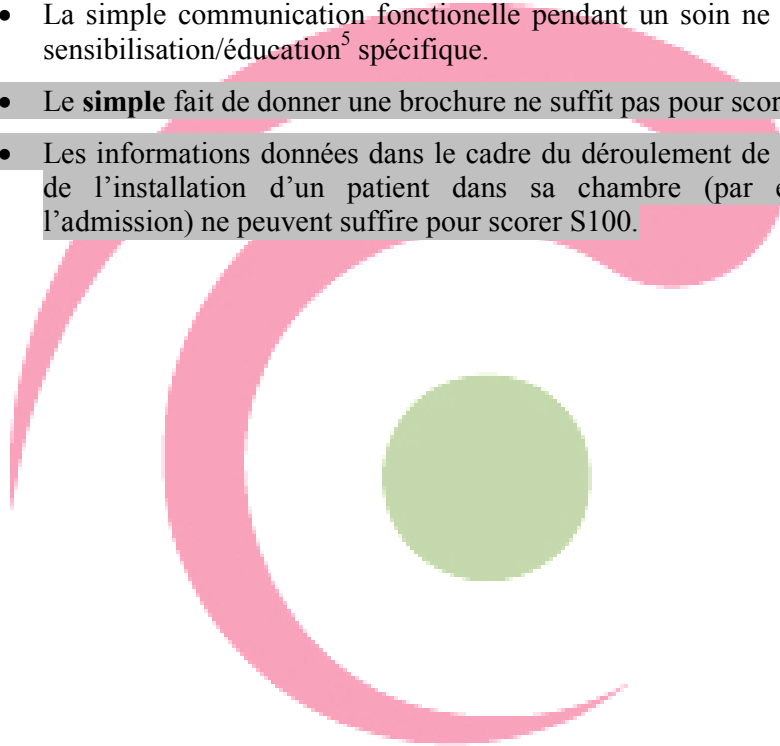 • La simple communication fonctionelle pendant un soin ne
sensibilisation/éducation⁵ spécifique.
• Le simple fait de donner une brochure ne suffit pas pour scor
• Les informations données dans le cadre du déroulement de
de l’installation d’un patient dans sa chambre (par
l’admission) ne peuvent suffire pour scorer S100.